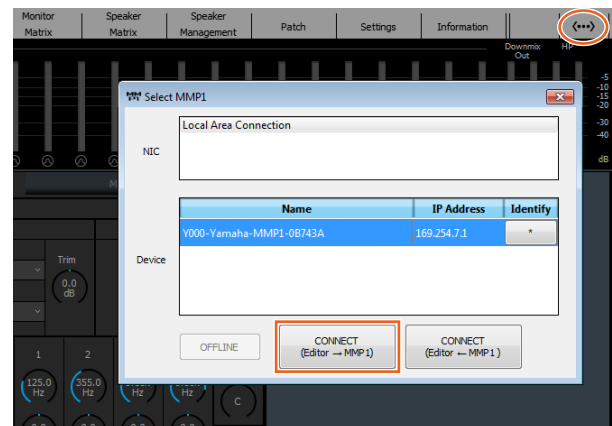 Monitor Matrix
Speaker Matrix
Speaker Management
Patch
Settings
Information
Downmix Out
HP
-5
-10
-15
-20
-30
-40
dB
Select MMP1
NIC
Local Area Connection
Name IP Address Identify
Device
Y000-Yamaha-MMP1-0B743A 169.254.7.1 *
OFFLINE
CONNECT
(Editor → MMP1)
CONNECT
(Editor ← MMP1)
Trim
0.0
dB
1 2
125.0
Hz
355.0
Hz
Hz
Hz
C